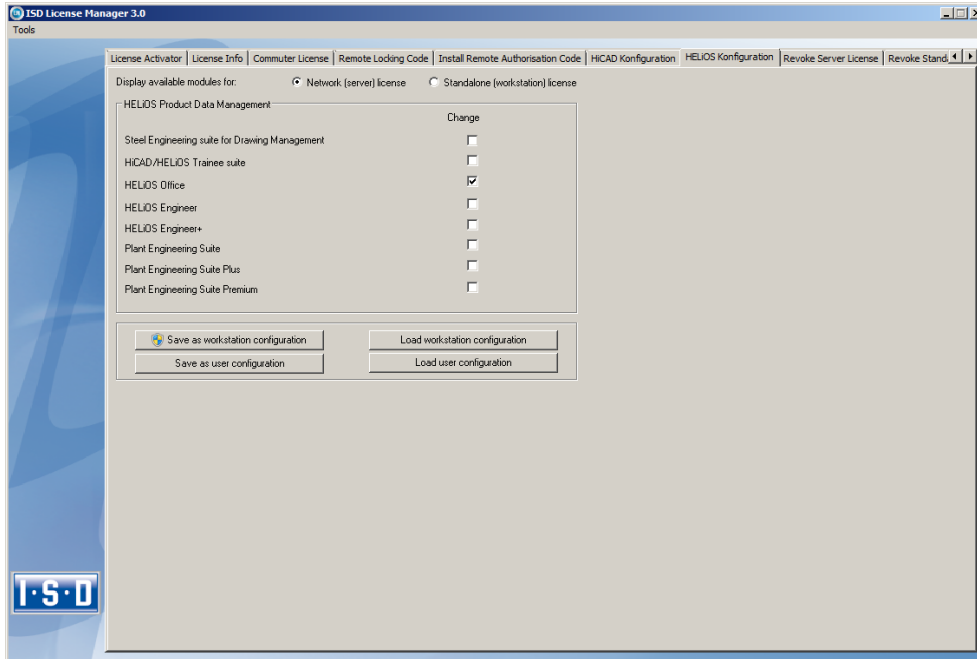 ISD License Manager 3.0
Tools
License Activator License Info Commuter License Remote Locking Code Install Remote Authorisation Code HiCAD Konfiguration HELiOS Konfiguration Revoke Server License Revoke Stand
Display available modules for: Network (server) license Standalone (workstation) license
HELiOS Product Data Management
Change
Steel Engineering suite for Drawing Management
HiCAD/HELiOS Trainee suite
HELiOS Office
HELiOS Engineer
HELiOS Engineer+
Plant Engineering Suite
Plant Engineering Suite Plus
Plant Engineering Suite Premium
Save as workstation configuration Load workstation configuration
Save as user configuration Load user configuration
I·S·D